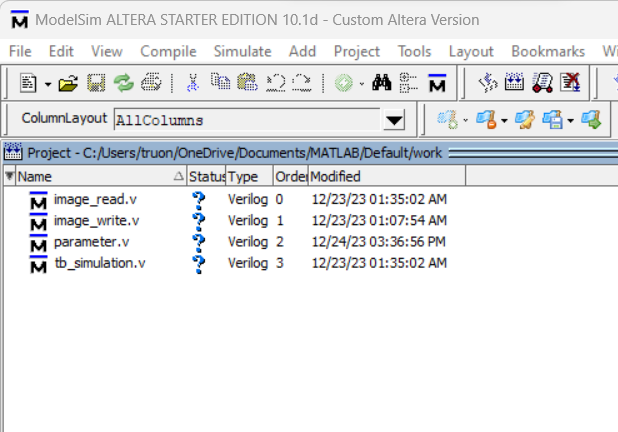 ModelSim ALTERA STARTER EDITION 10.1d - Custom Altera Version
File Edit View Compile Simulate Add Project Tools Layout Bookmarks Wi
ColumnLayout AllColumns
Project - C:/Users/truon/OneDrive/Documents/MATLAB/Default/work
Name Status Type Order Modified
image_read.v ? Verilog 0 12/23/23 01:35:02 AM
image_write.v ? Verilog 1 12/23/23 01:07:54 AM
parameter.v ? Verilog 2 12/24/23 03:36:56 PM
tb_simulation.v ? Verilog 3 12/23/23 01:35:02 AM